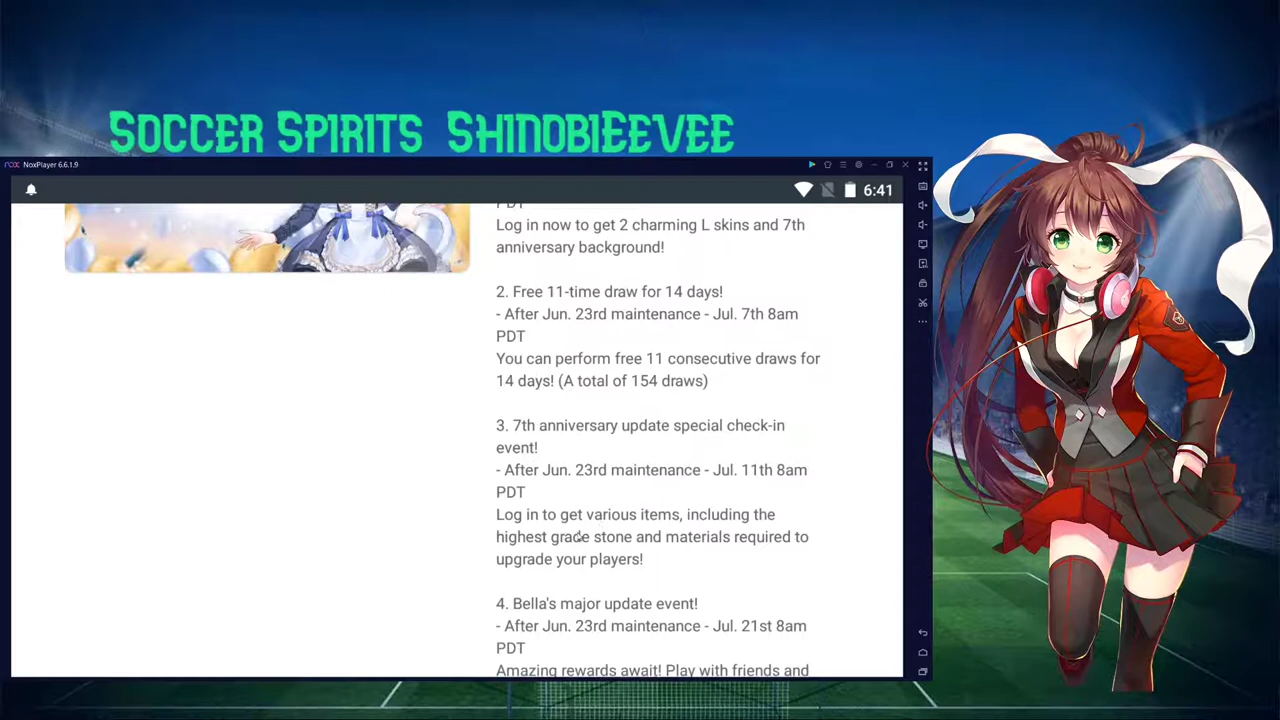 SOCCER SPIRITS SHINOBIEEVEE
nox NoxPlayer 6.6.1.9
6:41
PDT
Log in now to get 2 charming L skins and 7th
anniversary background!
2. Free 11-time draw for 14 days!
- After Jun. 23rd maintenance - Jul. 7th 8am
PDT
You can perform free 11 consecutive draws for
14 days! (A total of 154 draws)
3. 7th anniversary update special check-in
event!
- After Jun. 23rd maintenance - Jul. 11th 8am
PDT
Log in to get various items, including the
highest grade stone and materials required to
upgrade your players!
4. Bella's major update event!
- After Jun. 23rd maintenance - Jul. 21st 8am
PDT
Amazing rewards await! Play with friends and